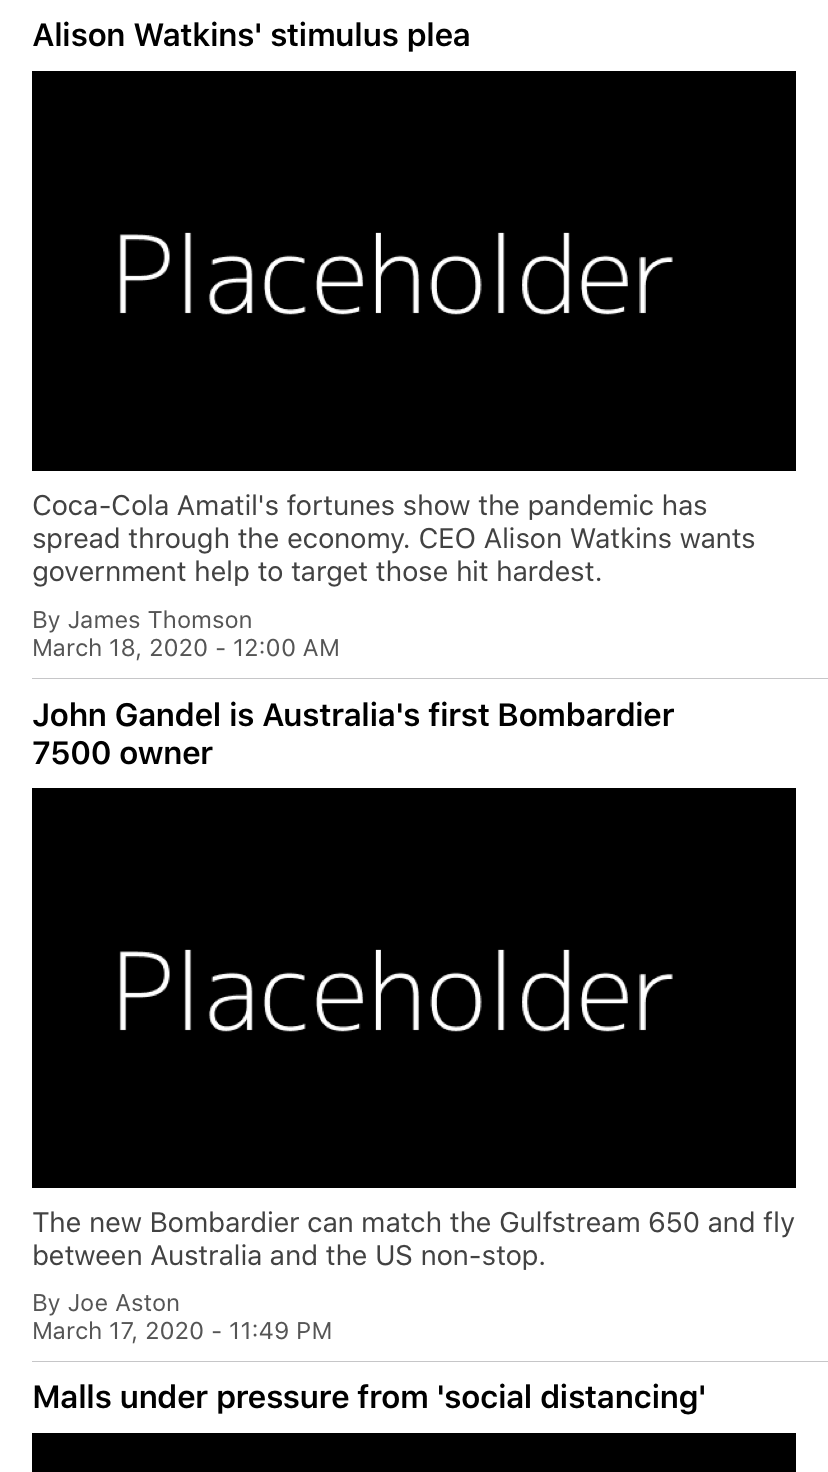 Alison Watkins' stimulus plea
Placeholder
Coca-Cola Amatil's fortunes show the pandemic has
spread through the economy. CEO Alison Watkins wants
government help to target those hit hardest.
By James Thomson
March 18, 2020 - 12:00 AM
John Gandel is Australia's first Bombardier
7500 owner
Placeholder
The new Bombardier can match the Gulfstream 650 and fly
between Australia and the US non-stop.
By Joe Aston
March 17, 2020 - 11:49 PM
Malls under pressure from 'social distancing'